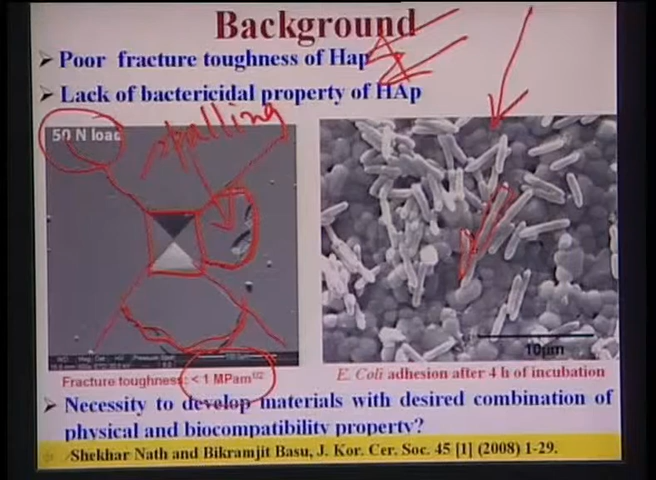 Background
➢ Poor fracture toughness of Hap
➢ Lack of bactericidal property of HAp
spalling
50 N load
10μm
Fracture toughness: < 1 MPam1/2
E. Coli adhesion after 4 h of incubation
➢ Necessity to develop materials with desired combination of
physical and biocompatibility property?
Shekhar Nath and Bikramjit Basu, J. Kor. Cer. Soc. 45 [1] (2008) 1-29.